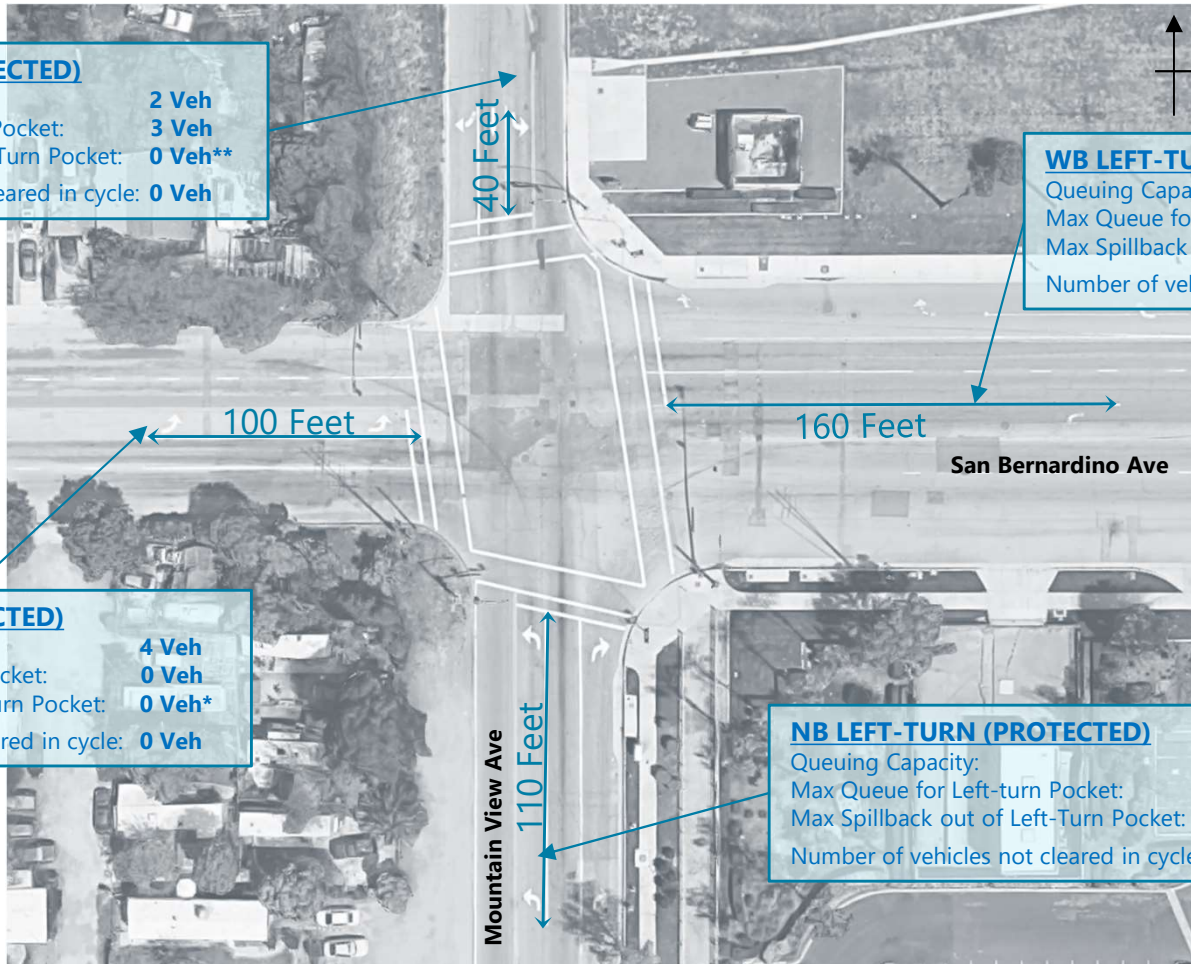 ECTED)
2 Veh
Pocket: 3 Veh
Turn Pocket: 0 Veh**
eared in cycle: 0 Veh
40 Feet
WB LEFT-TU
Queuing Capa
Max Queue fo
Max Spillback
Number of veh
100 Feet
160 Feet
San Bernardino Ave
CTED)
4 Veh
cket: 0 Veh
urn Pocket: 0 Veh*
red in cycle: 0 Veh
Mountain View Ave
110 Feet
NB LEFT-TURN (PROTECTED)
Queuing Capacity:
Max Queue for Left-turn Pocket:
Max Spillback out of Left-Turn Pocket:
Number of vehicles not cleared in cycle